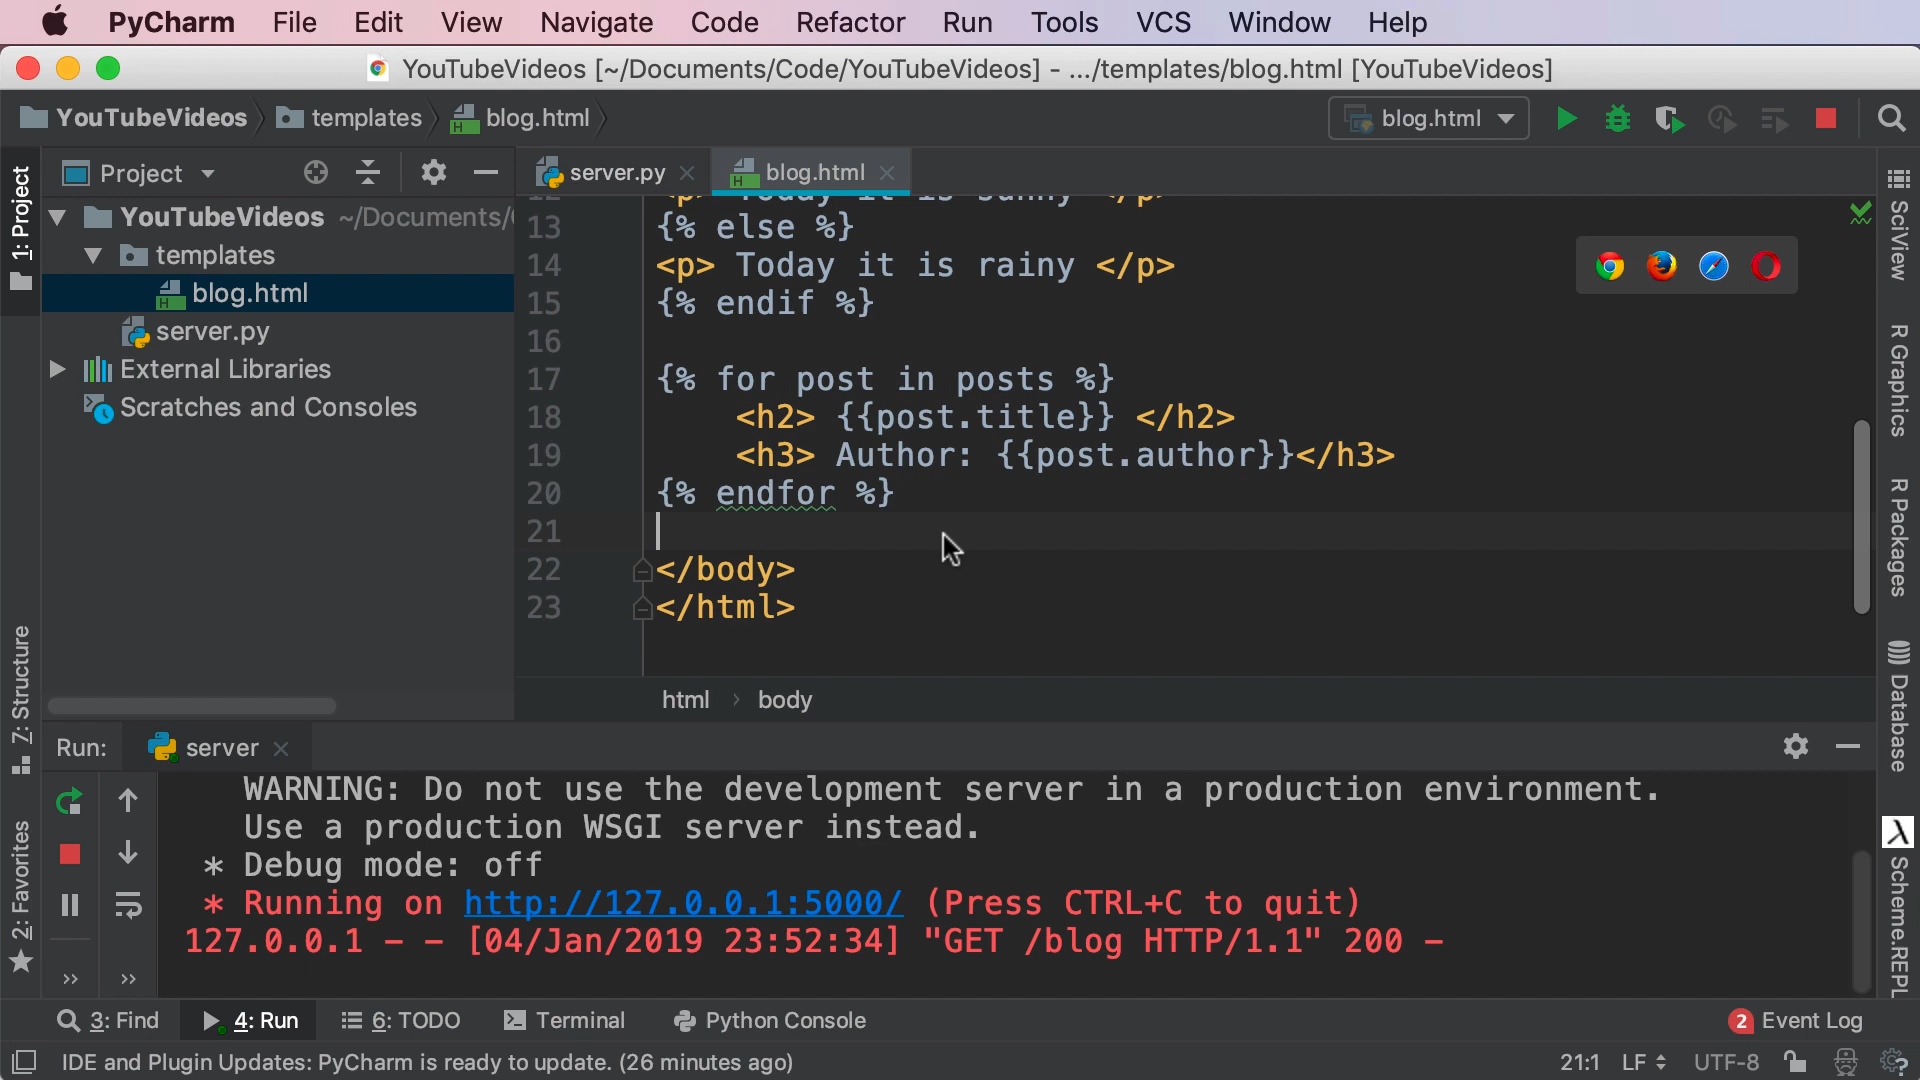 PyCharm File Edit View Navigate Code Refactor Run Tools VCS Window Help
YouTubeVideos [~/Documents/Code/YouTubeVideos] - .../templates/blog.html [YouTubeVideos]
YouTubeVideos templates blog.html blog.html
1: Project
Project
YouTubeVideos ~/Documents/
templates
blog.html
server.py
External Libraries
Scratches and Consoles
server.py blog.html
12 <p> Today it is sunny </p>
13 {% else %}
14 <p> Today it is rainy </p>
15 {% endif %}
16
17 {% for post in posts %}
18 <h2> {{post.title}} </h2>
19 <h3> Author: {{post.author}}</h3>
20 {% endfor %}
21
22 </body>
23 </html>
html body
SciView
R Graphics
R Packages
Database
Scheme.REPL
7: Structure
2: Favorites
Run: server
WARNING: Do not use the development server in a production environment.
Use a production WSGI server instead.
* Debug mode: off
* Running on http://127.0.0.1:5000/ (Press CTRL+C to quit)
127.0.0.1 - - [04/Jan/2019 23:52:34] "GET /blog HTTP/1.1" 200 -
3: Find 4: Run 6: TODO Terminal Python Console 2 Event Log
IDE and Plugin Updates: PyCharm is ready to update. (26 minutes ago) 21:1 LF UTF-8